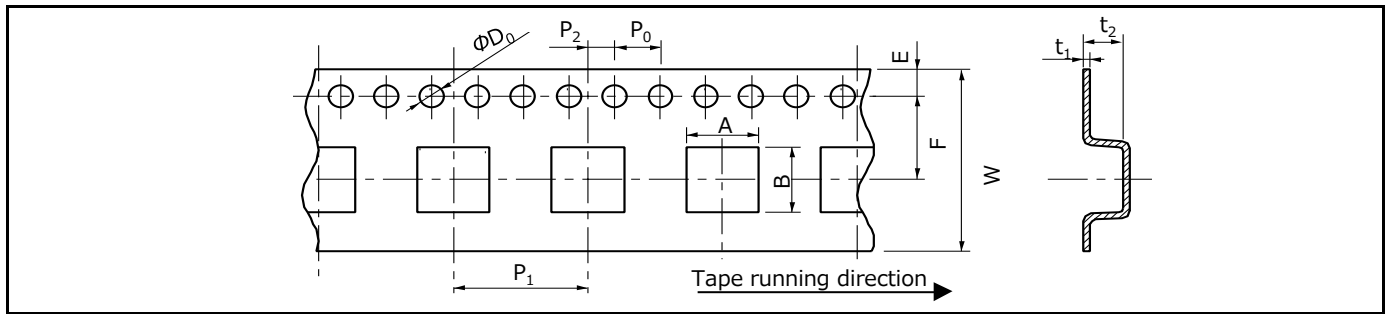 ΦD₀
P₂
P₀
E
t₁
t₂
A
B
F
W
P₁
Tape running direction